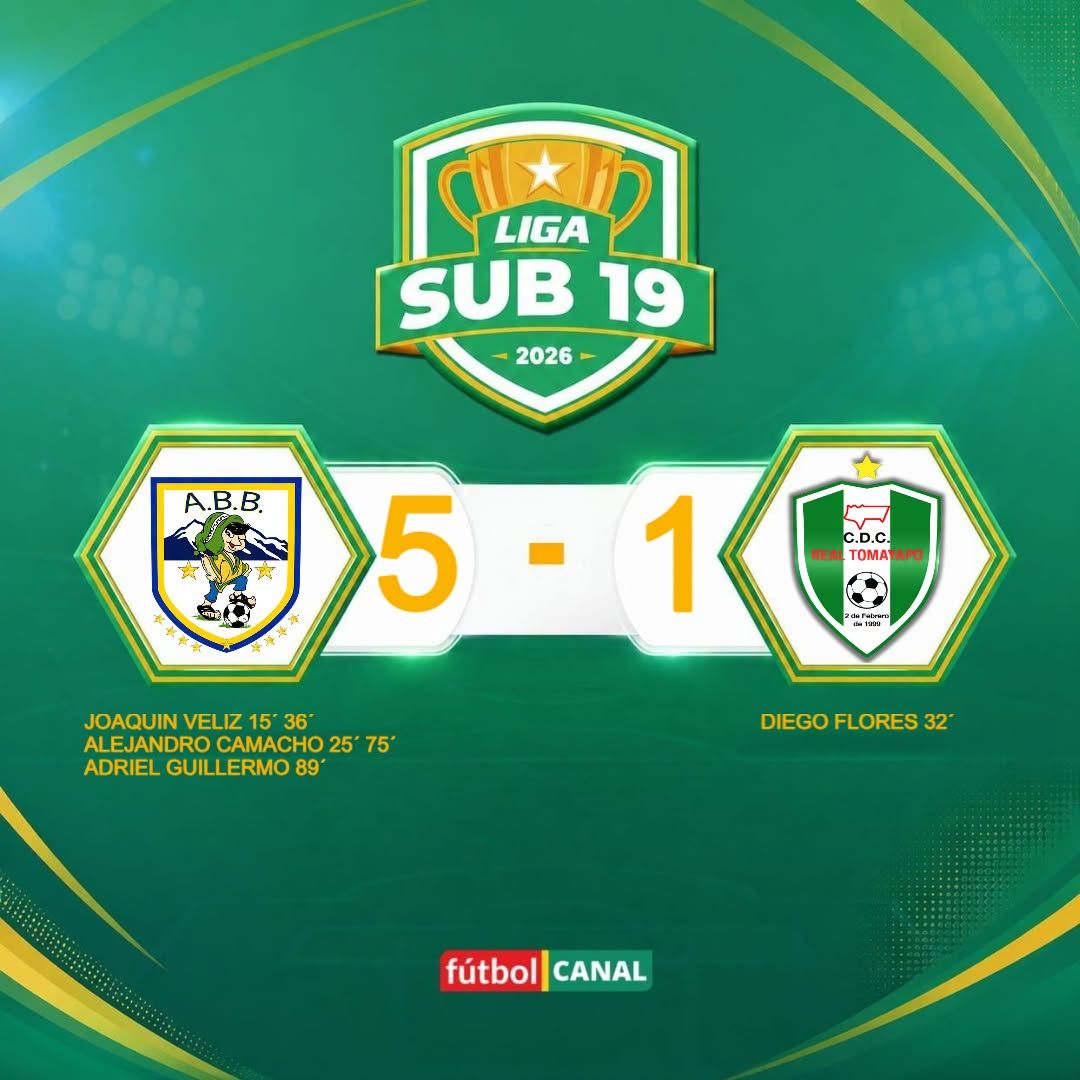 LIGA
SUB 19
2026
A.B.B.
5 - 1
C.D.C.
REAL TOMAYAPO
2 de Febrero
de 1999
JOAQUIN VELIZ 15´ 36´
ALEJANDRO CAMACHO 25´ 75´
ADRIEL GUILLERMO 89´
DIEGO FLORES 32´
fútbol CANAL